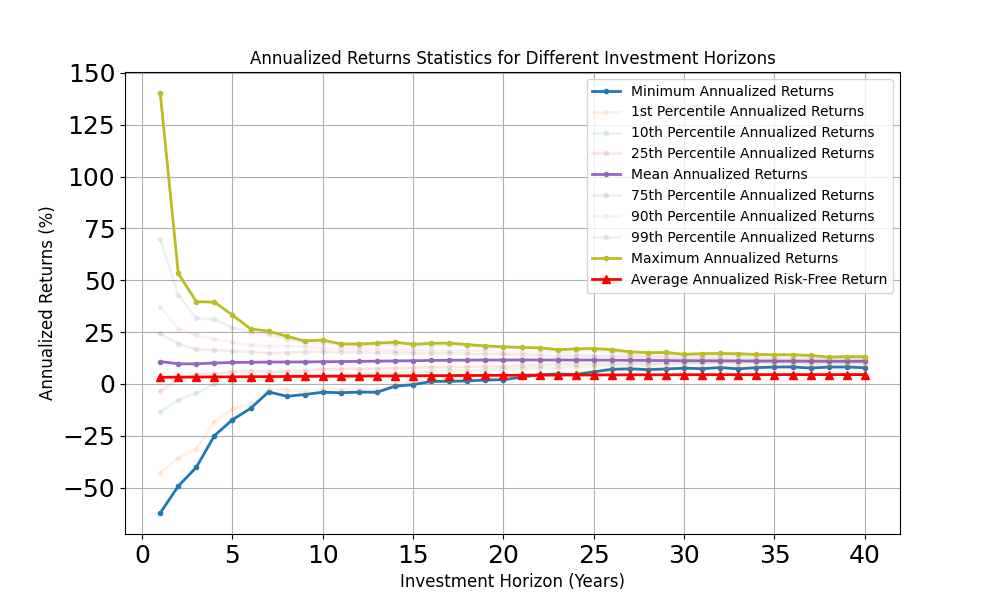 Annualized Returns Statistics for Different Investment Horizons
150
125
100
75
50
25
0
−25
−50
Annualized Returns (%)
Minimum Annualized Returns
1st Percentile Annualized Returns
10th Percentile Annualized Returns
25th Percentile Annualized Returns
Mean Annualized Returns
75th Percentile Annualized Returns
90th Percentile Annualized Returns
99th Percentile Annualized Returns
Maximum Annualized Returns
Average Annualized Risk-Free Return
0 5 10 15 20 25 30 35 40
Investment Horizon (Years)